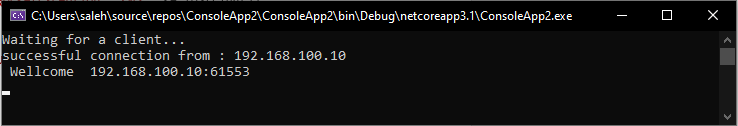 C:\Users\saleh\source\repos\ConsoleApp2\ConsoleApp2\bin\Debug\netcoreapp3.1\ConsoleApp2.exe
Waiting for a client...
successful connection from : 192.168.100.10
 Wellcome  192.168.100.10:61553